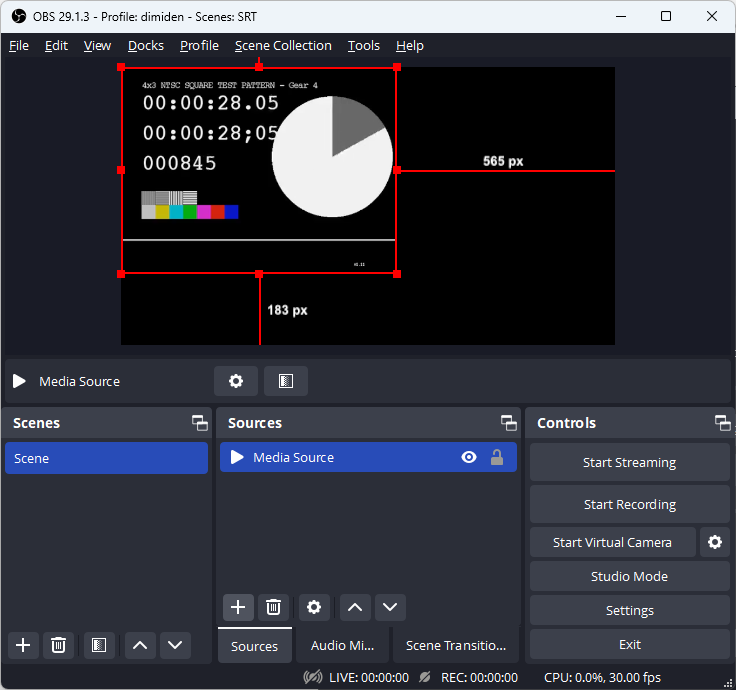 OBS 29.1.3 - Profile: dimiden - Scenes: SRT
File Edit View Docks Profile Scene Collection Tools Help
4x3 NTSC SQUARE TEST PATTERN - Gear 4
00:00:28.05
00:00:28;05
000845
565 px
183 px
Media Source
Scenes
Scene
Sources
Media Source
Sources Audio Mi... Scene Transitio...
Controls
Start Streaming
Start Recording
Start Virtual Camera
Studio Mode
Settings
Exit
LIVE: 00:00:00 REC: 00:00:00 CPU: 0.0%, 30.00 fps